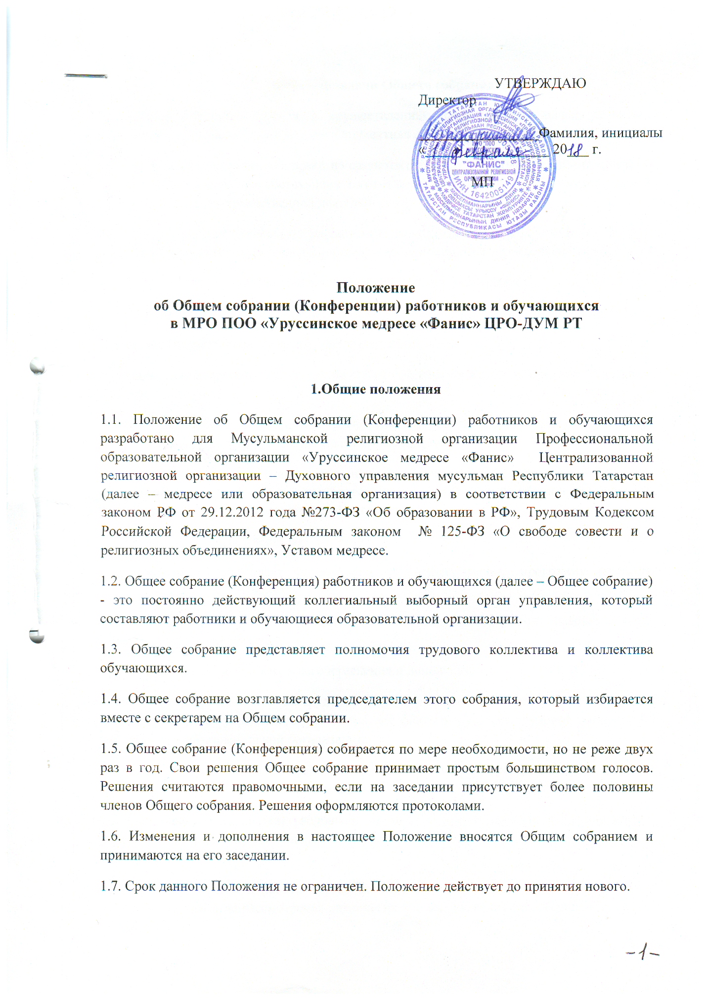 УТВЕРЖДАЮ
Директор
Фамилия, инициалы
« 1 » февраля 2018 г.
МП
"ФАНИС"
ЦЕНТРАЛИЗОВАННОЙ РЕЛИГИОЗНОЙ
ОРГАНИЗАЦИИ -
ИНН 1642005149
Положение
об Общем собрании (Конференции) работников и обучающихся
в МРО ПОО «Уруссинское медресе «Фанис» ЦРО-ДУМ РТ
1.Общие положения
1.1. Положение об Общем собрании (Конференции) работников и обучающихся
разработано для Мусульманской религиозной организации Профессиональной
образовательной организации «Уруссинское медресе «Фанис» Централизованной
религиозной организации – Духовного управления мусульман Республики Татарстан
(далее – медресе или образовательная организация) в соответствии с Федеральным
законом РФ от 29.12.2012 года №273-ФЗ «Об образовании в РФ», Трудовым Кодексом
Российской Федерации, Федеральным законом № 125-ФЗ «О свободе совести и о
религиозных объединениях», Уставом медресе.
1.2. Общее собрание (Конференция) работников и обучающихся (далее – Общее собрание)
- это постоянно действующий коллегиальный выборный орган управления, который
составляют работники и обучающиеся образовательной организации.
1.3. Общее собрание представляет полномочия трудового коллектива и коллектива
обучающихся.
1.4. Общее собрание возглавляется председателем этого собрания, который избирается
вместе с секретарем на Общем собрании.
1.5. Общее собрание (Конференция) собирается по мере необходимости, но не реже двух
раз в год. Свои решения Общее собрание принимает простым большинством голосов.
Решения считаются правомочными, если на заседании присутствует более половины
членов Общего собрания. Решения оформляются протоколами.
1.6. Изменения и дополнения в настоящее Положение вносятся Общим собранием и
принимаются на его заседании.
1.7. Срок данного Положения не ограничен. Положение действует до принятия нового.
-1-